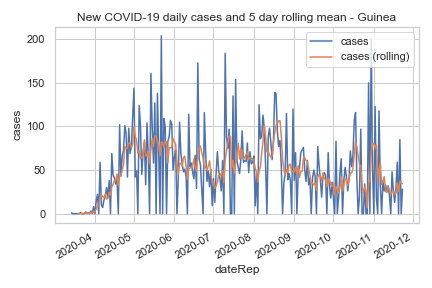 New COVID-19 daily cases and 5 day rolling mean - Guinea
cases
cases (rolling)
cases
200
150
100
50
0
2020-04
2020-05
2020-06
2020-07
2020-08
2020-09
2020-10
2020-11
2020-12
dateRep